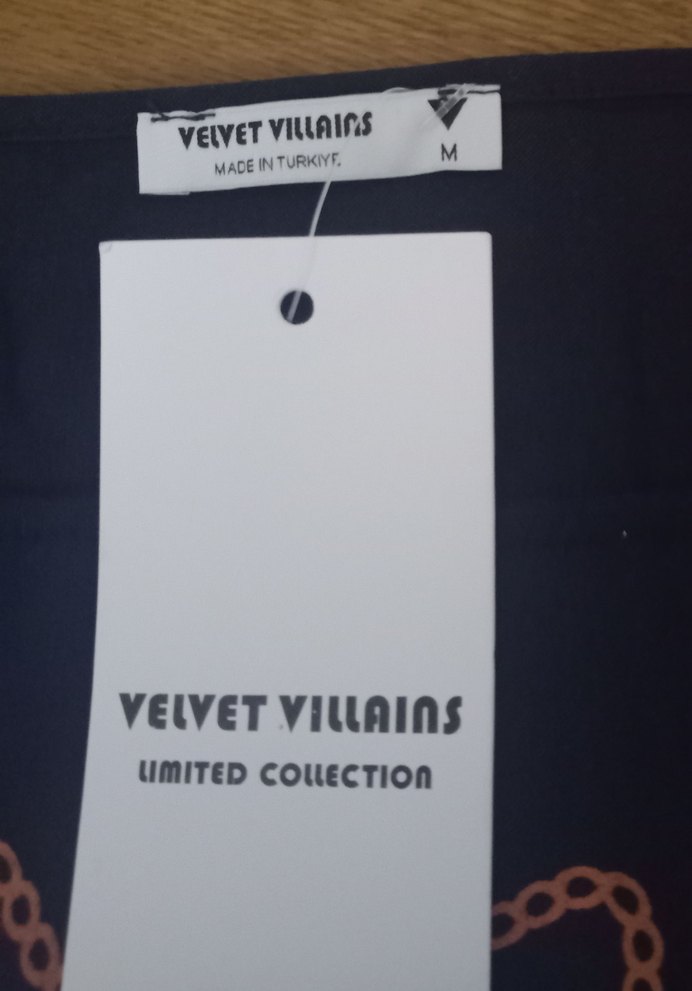 VELVET VILLAINS
MADE IN TURKIYE
M
VELVET VILLAINS
LIMITED COLLECTION